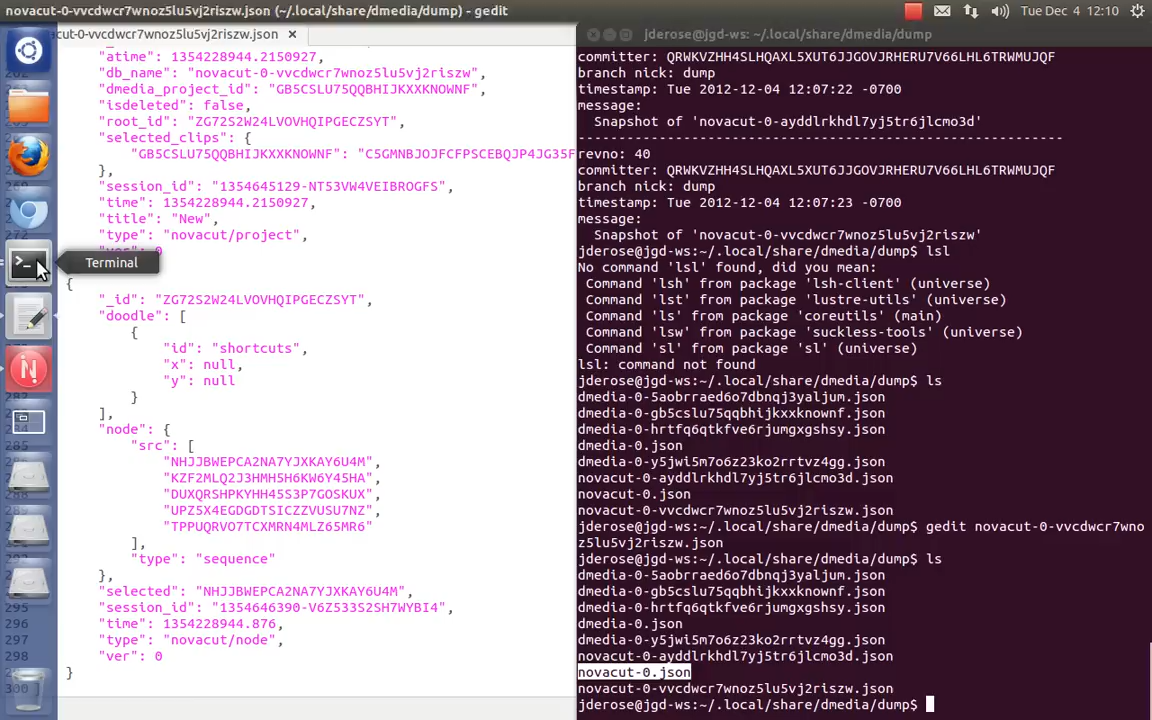 novacut-0-vvcdwcr7wnoz5lu5vj2riszw.json (~/.local/share/dmedia/dump) - gedit
Tue Dec 4 12:10
cut-0-vvcdwcr7wnoz5lu5vj2riszw.json ×
"atime": 1354228944.2150927,
"db_name": "novacut-0-vvcdwcr7wnoz5lu5vj2riszw",
"dmedia_project_id": "GB5CSLU75QQBHIJKXXKNOWNF",
"isdeleted": false,
"root_id": "ZG72S2W24LVOVHQIPGECZSYT",
"selected_clips": {
"GB5CSLU75QQBHIJKXXKNOWNF": "C5GMNBJOJFCFPSCEBQJP4JG35F
},
"session_id": "1354645129-NT53VW4VEIBROGFS",
"time": 1354228944.2150927,
"title": "New",
"type": "novacut/project",
"ver": 0
Terminal
{
"_id": "ZG72S2W24LVOVHQIPGECZSYT",
"doodle": [
{
"id": "shortcuts",
"x": null,
"y": null
}
],
"node": {
"src": [
"NHJJBWEPCA2NA7YJXKAY6U4M",
"KZF2MLQ2J3HMH5H6KW6Y45HA",
"DUXQRSHPKYHH45S3P7GOSKUX",
"UPZ5X4EGDGDTSICZZVUSU7NZ",
"TPPUQRVO7TCXMRN4MLZ65MR6"
],
"type": "sequence"
},
"selected": "NHJJBWEPCA2NA7YJXKAY6U4M",
295 "session_id": "1354646390-V6Z533S2SH7WYBI4",
296 "time": 1354228944.876,
297 "type": "novacut/node",
298 "ver": 0
}
300
jderose@jgd-ws: ~/.local/share/dmedia/dump
committer: QRWKVZHH4SLHQAXL5XUT6JJGOVJRHERU7V66LHL6TRWMUJQF
branch nick: dump
timestamp: Tue 2012-12-04 12:07:22 -0700
message:
Snapshot of 'novacut-0-ayddlrkhdl7yj5tr6jlcmo3d'
------------------------------------------------------------
revno: 40
committer: QRWKVZHH4SLHQAXL5XUT6JJGOVJRHERU7V66LHL6TRWMUJQF
branch nick: dump
timestamp: Tue 2012-12-04 12:07:23 -0700
message:
Snapshot of 'novacut-0-vvcdwcr7wnoz5lu5vj2riszw'
jderose@jgd-ws:~/.local/share/dmedia/dump$ lsl
No command 'lsl' found, did you mean:
Command 'lsh' from package 'lsh-client' (universe)
Command 'lst' from package 'lustre-utils' (universe)
Command 'ls' from package 'coreutils' (main)
Command 'lsw' from package 'suckless-tools' (universe)
Command 'sl' from package 'sl' (universe)
lsl: command not found
jderose@jgd-ws:~/.local/share/dmedia/dump$ ls
dmedia-0-5aobrraed6o7dbnqj3yaljum.json
dmedia-0-gb5cslu75qqbhijkxxknownf.json
dmedia-0-hrtfq6qtkfve6rjumgxgshsy.json
dmedia-0.json
dmedia-0-y5jwi5m7o6z23ko2rrtvz4gg.json
novacut-0-ayddlrkhdl7yj5tr6jlcmo3d.json
novacut-0.json
novacut-0-vvcdwcr7wnoz5lu5vj2riszw.json
jderose@jgd-ws:~/.local/share/dmedia/dump$ gedit novacut-0-vvcdwcr7wno
z5lu5vj2riszw.json
jderose@jgd-ws:~/.local/share/dmedia/dump$ ls
dmedia-0-5aobrraed6o7dbnqj3yaljum.json
dmedia-0-gb5cslu75qqbhijkxxknownf.json
dmedia-0-hrtfq6qtkfve6rjumgxgshsy.json
dmedia-0.json
dmedia-0-y5jwi5m7o6z23ko2rrtvz4gg.json
novacut-0-ayddlrkhdl7yj5tr6jlcmo3d.json
novacut-0.json
novacut-0-vvcdwcr7wnoz5lu5vj2riszw.json
jderose@jgd-ws:~/.local/share/dmedia/dump$